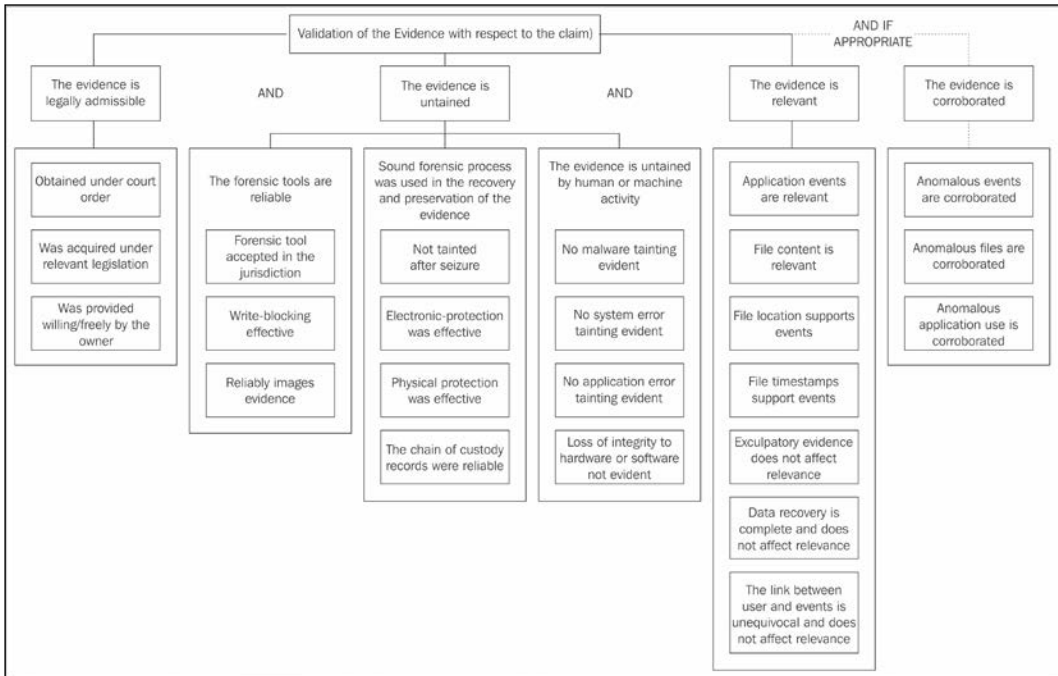 Validation of the Evidence with respect to the claim)
AND IF
APPROPRIATE
The evidence is
legally admissible
AND
The evidence is
untained
AND
The evidence is
relevant
The evidence is
corroborated
Obtained under court
order
Was acquired under
relevant legislation
Was provided
willing/freely by the
owner
The forensic tools are
reliable
Forensic tool
accepted in the
jurisdiction
Write-blocking
effective
Reliably images
evidence
Sound forensic process
was used in the recovery
and preservation of the
evidence
Not tainted
after seizure
Electronic-protection
was effective
Physical protection
was effective
The chain of custody
records were reliable
The evidence is untained
by human or machine
activity
No malware tainting
evident
No system error
tainting evident
No application error
tainting evident
Loss of integrity to
hardware or software
not evident
Application events
are relevant
File content is
relevant
File location supports
events
File timestamps
support events
Exculpatory evidence
does not affect
relevance
Data recovery is
complete and does
not affect relevance
The link between
user and events is
unequivocal and does
not affect relevance
Anomalous events
are corroborated
Anomalous files are
corroborated
Anomalous
application use is
corroborated